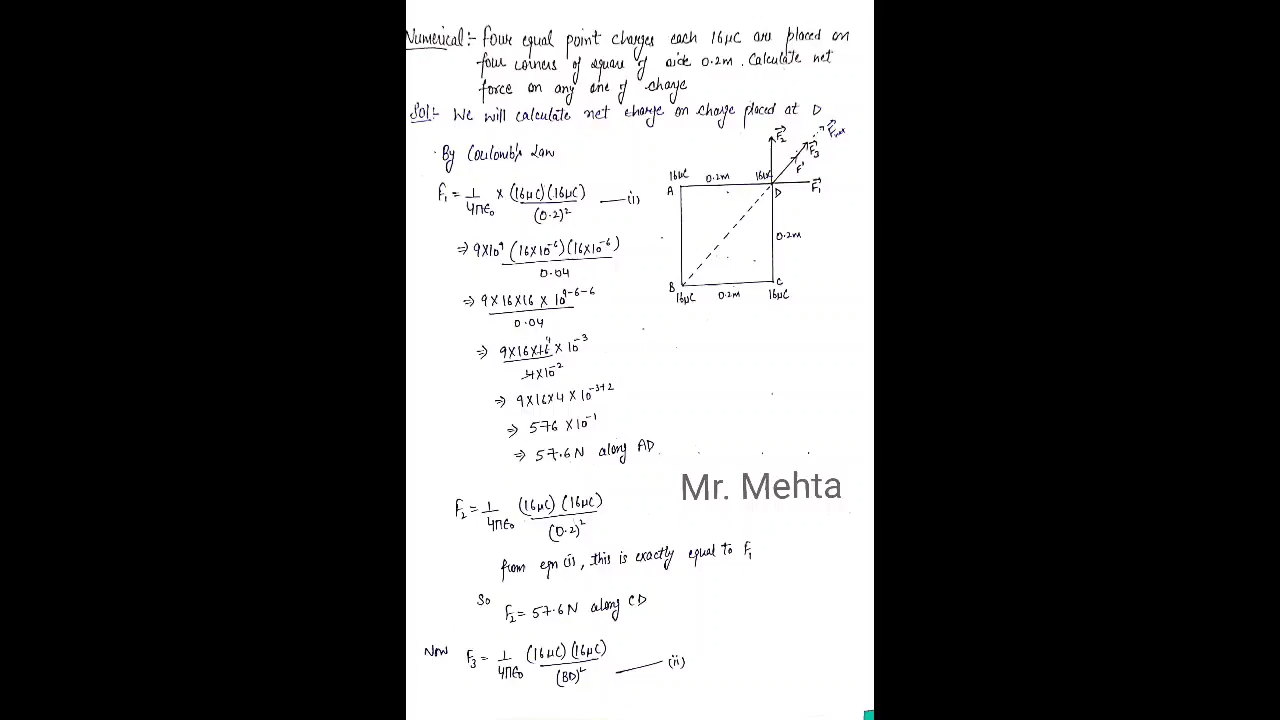 Numerical:- four equal point charges each 16μC are placed on
four corners of square of side 0.2m. Calculate net
force on any one of charge
Sol:- We will calculate net charge on charge placed at D
. By Coulomb's Law
F₁ = 1/4πε₀ × (16μC)(16μC)/(0.2)² —(i)
⇒ 9×10⁹ (16×10⁻⁶)(16×10⁻⁶)/0.04
⇒ 9×16×16×10⁹⁻⁶⁻⁶/0.04
⇒ 9×16×16 4 ×10⁻³/4×10⁻²
⇒ 9×16×4×10⁻³⁺²
⇒ 576×10⁻¹
⇒ 57.6N along AD
F₂
F₃
F'
F₁
16μC 0.2m 16μC
A D
0.2m
B C
16μC 0.2m 16μC
Mr. Mehta
F₂ = 1/4πε₀ (16μC)(16μC)/(0.2)²
from eqn (i), this is exactly equal to F₁
So
F₂ = 57.6N along CD
Now F₃ = 1/4πε₀ (16μC)(16μC)/(BD)² —(ii)